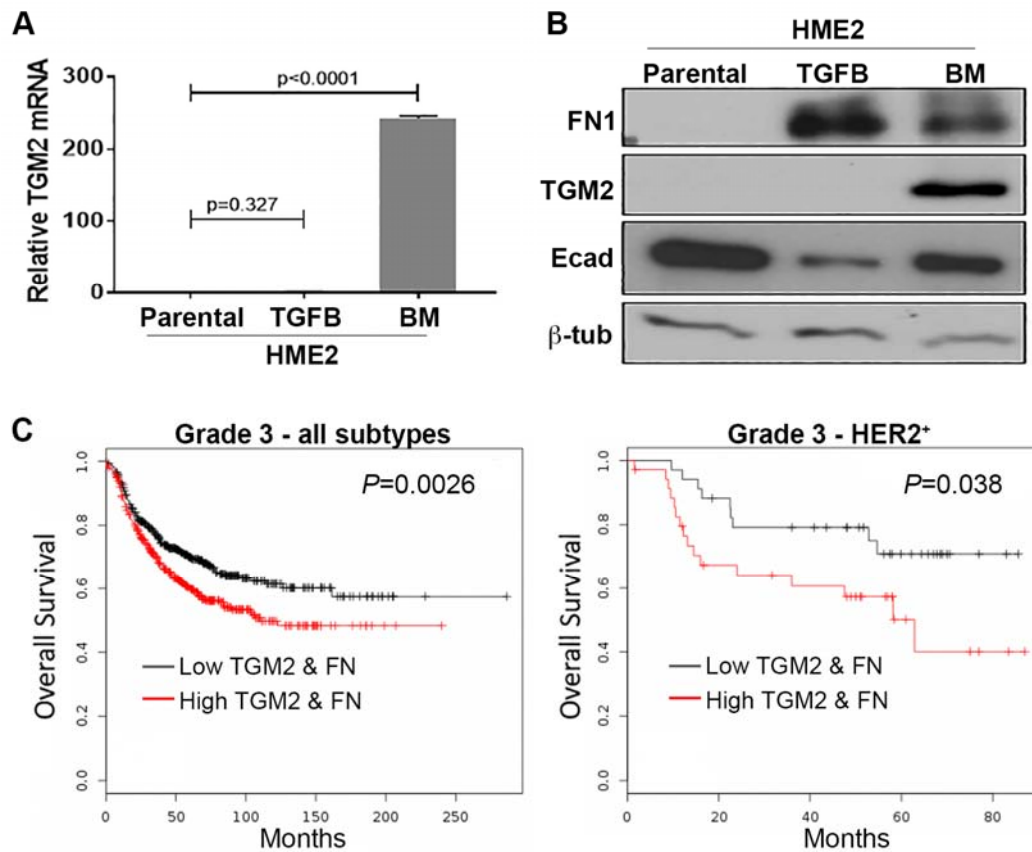 A
Relative TGM2 mRNA
300
200
100
0
p<0.0001
p=0.327
Parental TGFB BM
HME2
B
HME2
Parental TGFB BM
FN1
TGM2
Ecad
β-tub
C
Grade 3 - all subtypes
P=0.0026
Overall Survival
1.0
0.8
0.6
0.4
0.2
0.0
Low TGM2 & FN
High TGM2 & FN
0 50 100 150 200 250
Months
Grade 3 - HER2⁺
P=0.038
Overall Survival
1.0
0.8
0.6
0.4
0.2
0.0
Low TGM2 & FN
High TGM2 & FN
0 20 40 60 80
Months